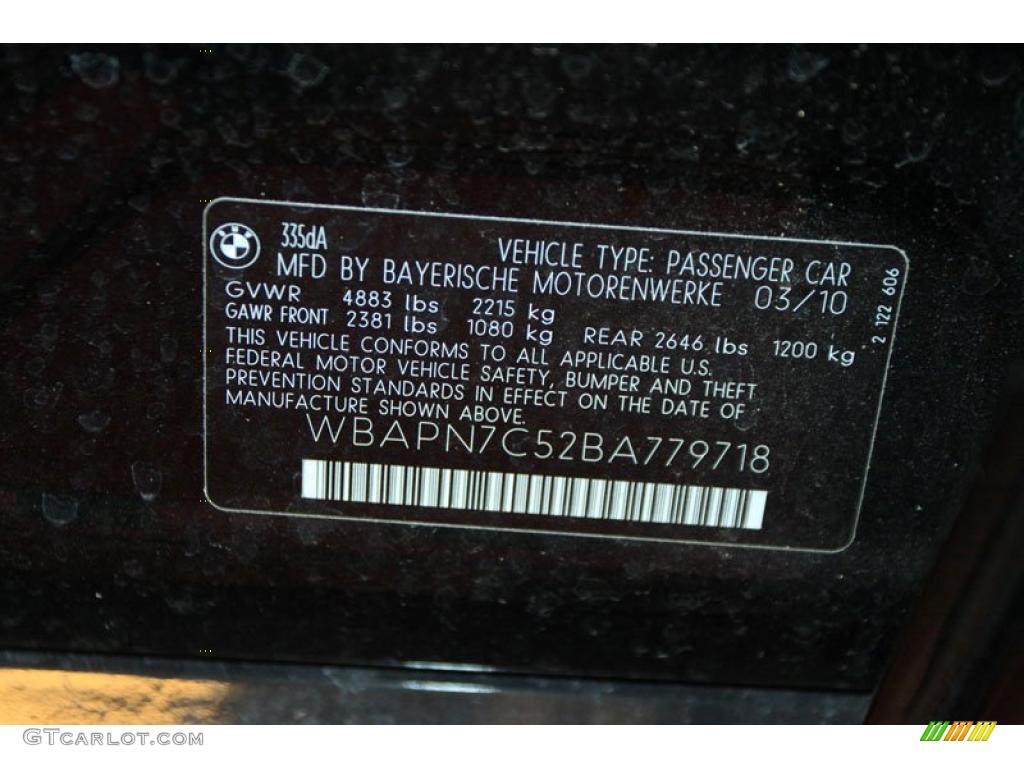 335dA
VEHICLE TYPE: PASSENGER CAR
MFD BY BAYERISCHE MOTORENWERKE 03/10
GVWR 4883 lbs 2215 kg
GAWR FRONT 2381 lbs 1080 kg REAR 2646 lbs 1200 kg
THIS VEHICLE CONFORMS TO ALL APPLICABLE U.S.
FEDERAL MOTOR VEHICLE SAFETY, BUMPER AND THEFT
PREVENTION STANDARDS IN EFFECT ON THE DATE OF
MANUFACTURE SHOWN ABOVE.
WBAPN7C52BA779718
2 122 606
GTcarlot.com